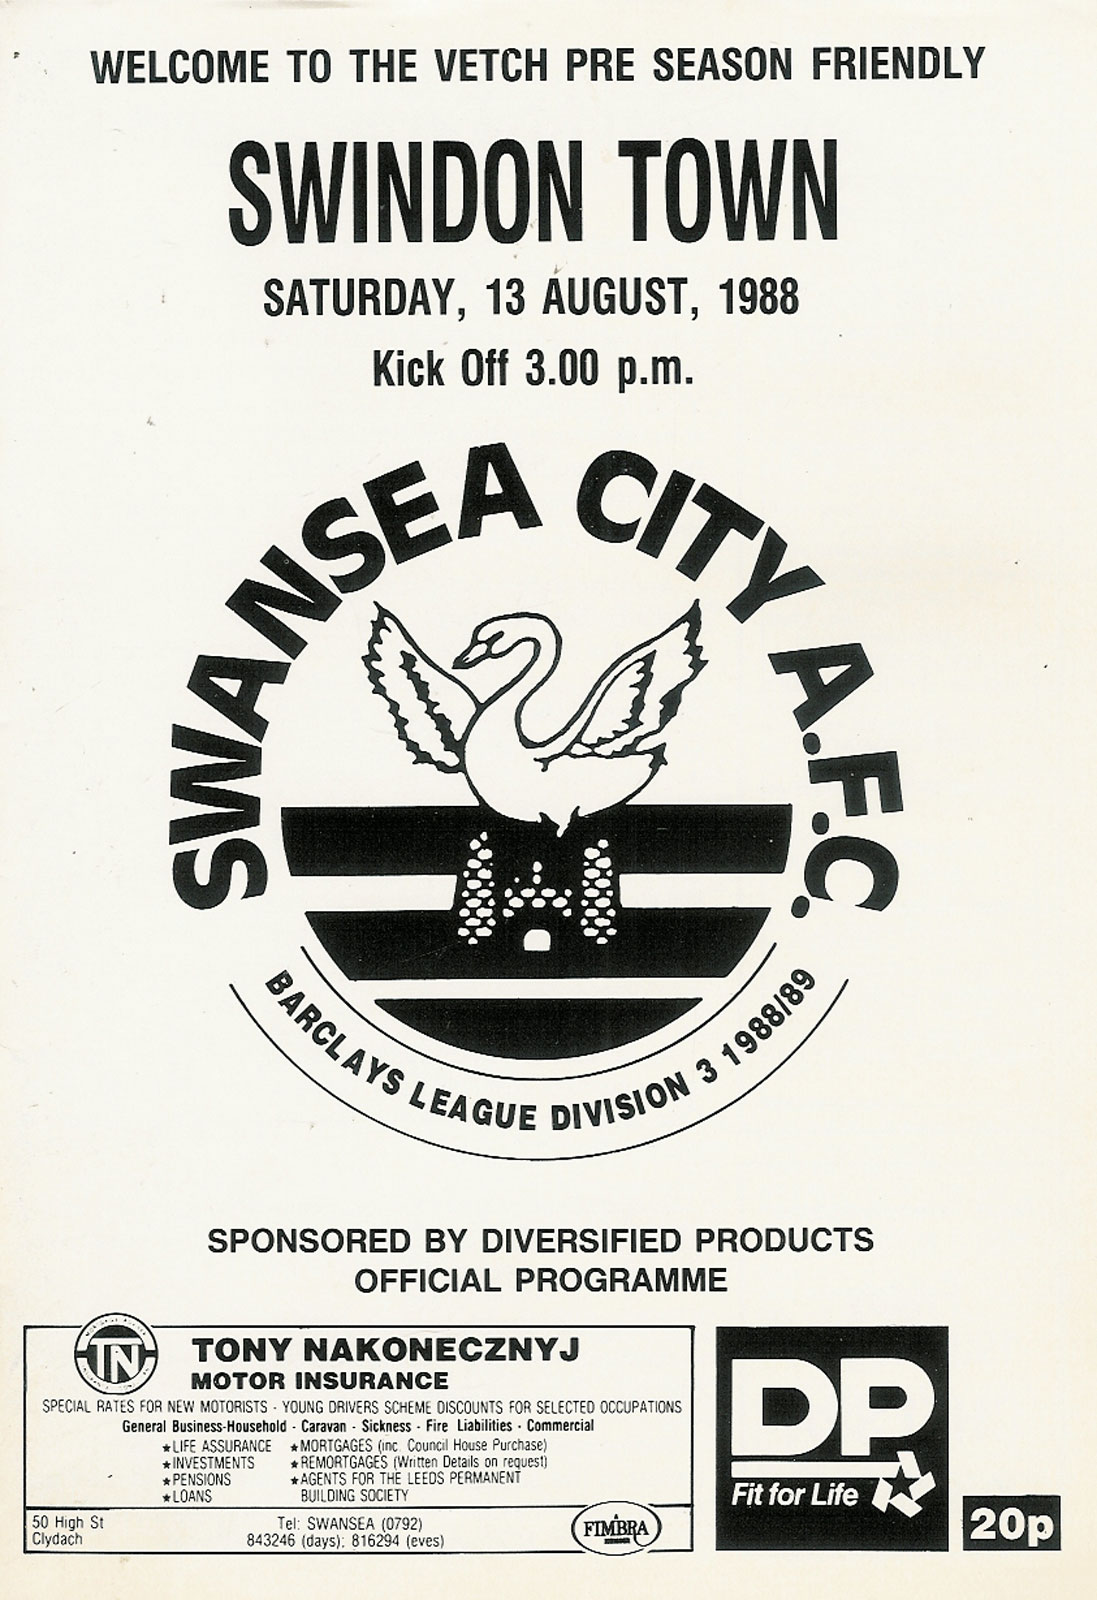 WELCOME TO THE VETCH PRE SEASON FRIENDLY
SWINDON TOWN
SATURDAY, 13 AUGUST, 1988
Kick Off 3.00 p.m.
SWANSEA CITY A.F.C.
BARCLAYS LEAGUE DIVISION 3 1988/89
SPONSORED BY DIVERSIFIED PRODUCTS
OFFICIAL PROGRAMME
TN
TONY NAKONECZNYJ
MOTOR INSURANCE
SPECIAL RATES FOR NEW MOTORISTS - YOUNG DRIVERS SCHEME DISCOUNTS FOR SELECTED OCCUPATIONS
General Business-Household - Caravan - Sickness - Fire Liabilities - Commercial
★LIFE ASSURANCE
★INVESTMENTS
★PENSIONS
★LOANS
★MORTGAGES (inc. Council House Purchase)
★REMORTGAGES (Written Details on request)
★AGENTS FOR THE LEEDS PERMANENT
BUILDING SOCIETY
50 High St
Clydach
Tel: SWANSEA (0792)
843246 (days); 816294 (eves)
FIMBRA
DP
Fit for Life
20p